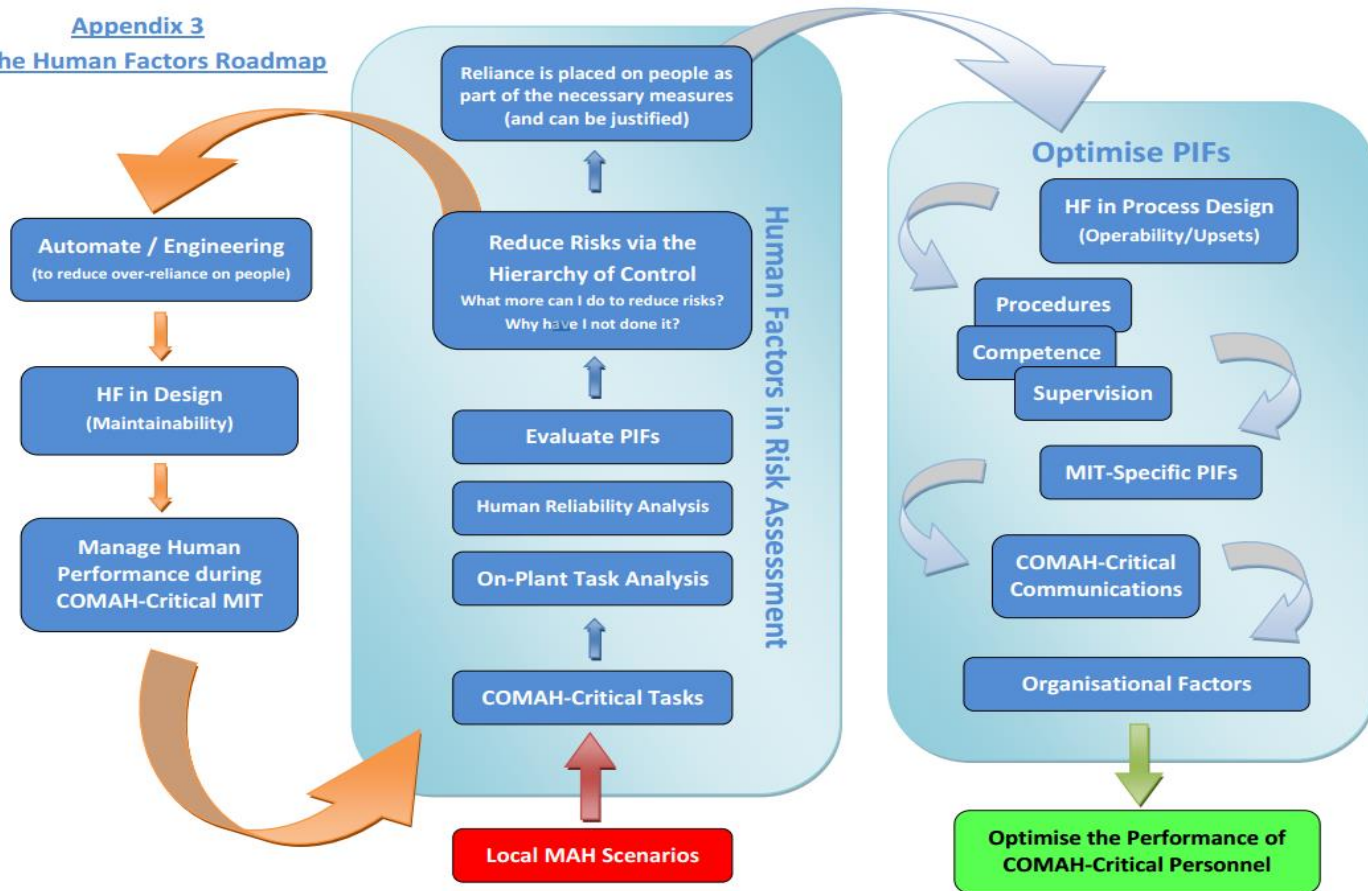 Appendix 3
he Human Factors Roadmap
Reliance is placed on people as
part of the necessary measures
(and can be justified)
Reduce Risks via the
Hierarchy of Control
What more can I do to reduce risks?
Why have I not done it?
Evaluate PIFs
Human Reliability Analysis
On-Plant Task Analysis
COMAH-Critical Tasks
Local MAH Scenarios
Human Factors in Risk Assessment
Automate / Engineering
(to reduce over-reliance on people)
HF in Design
(Maintainability)
Manage Human
Performance during
COMAH-Critical MIT
Optimise PIFs
HF in Process Design
(Operability/Upsets)
Procedures
Competence
Supervision
MIT-Specific PIFs
COMAH-Critical
Communications
Organisational Factors
Optimise the Performance of
COMAH-Critical Personnel